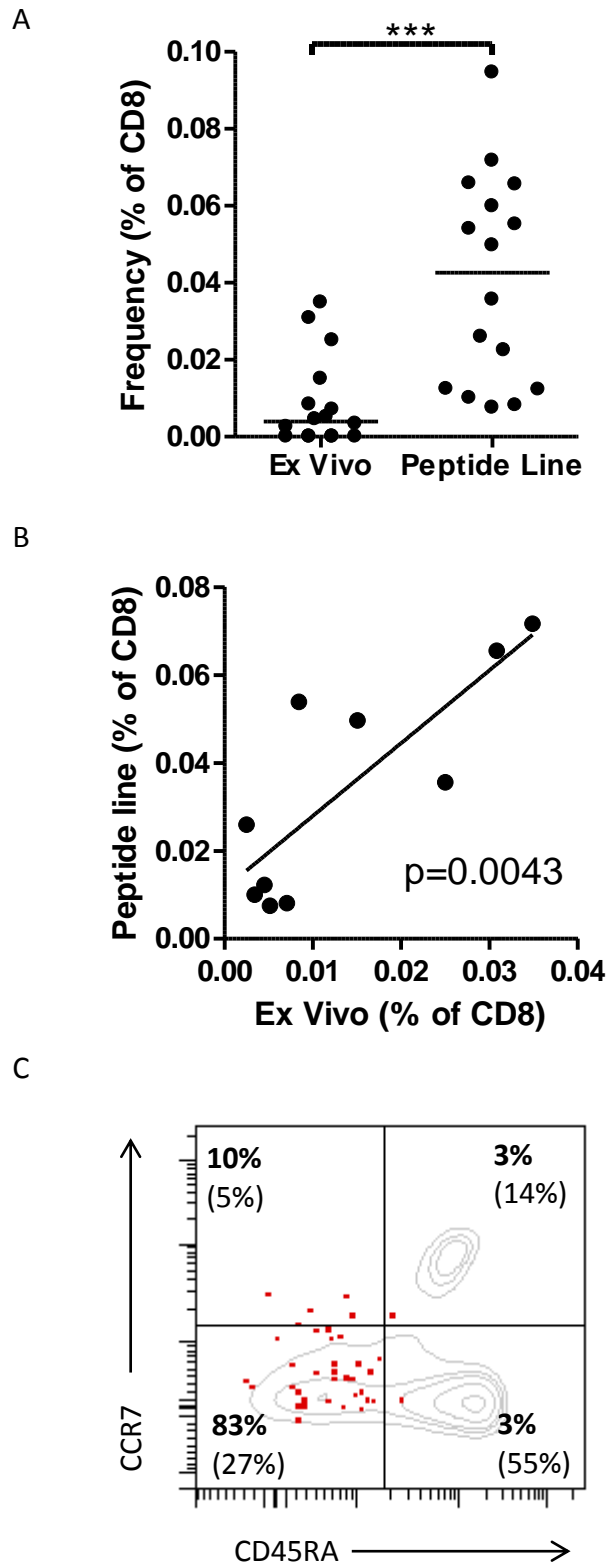 A
***
0.10
0.08
0.06
0.04
0.02
0.00
Frequency (% of CD8)
Ex Vivo
Peptide Line
B
0.08
0.06
0.04
0.02
0.00
Peptide line (% of CD8)
p=0.0043
0.00 0.01 0.02 0.03 0.04
Ex Vivo (% of CD8)
C
10% 3%
(5%) (14%)
83% 3%
(27%) (55%)
CCR7
CD45RA